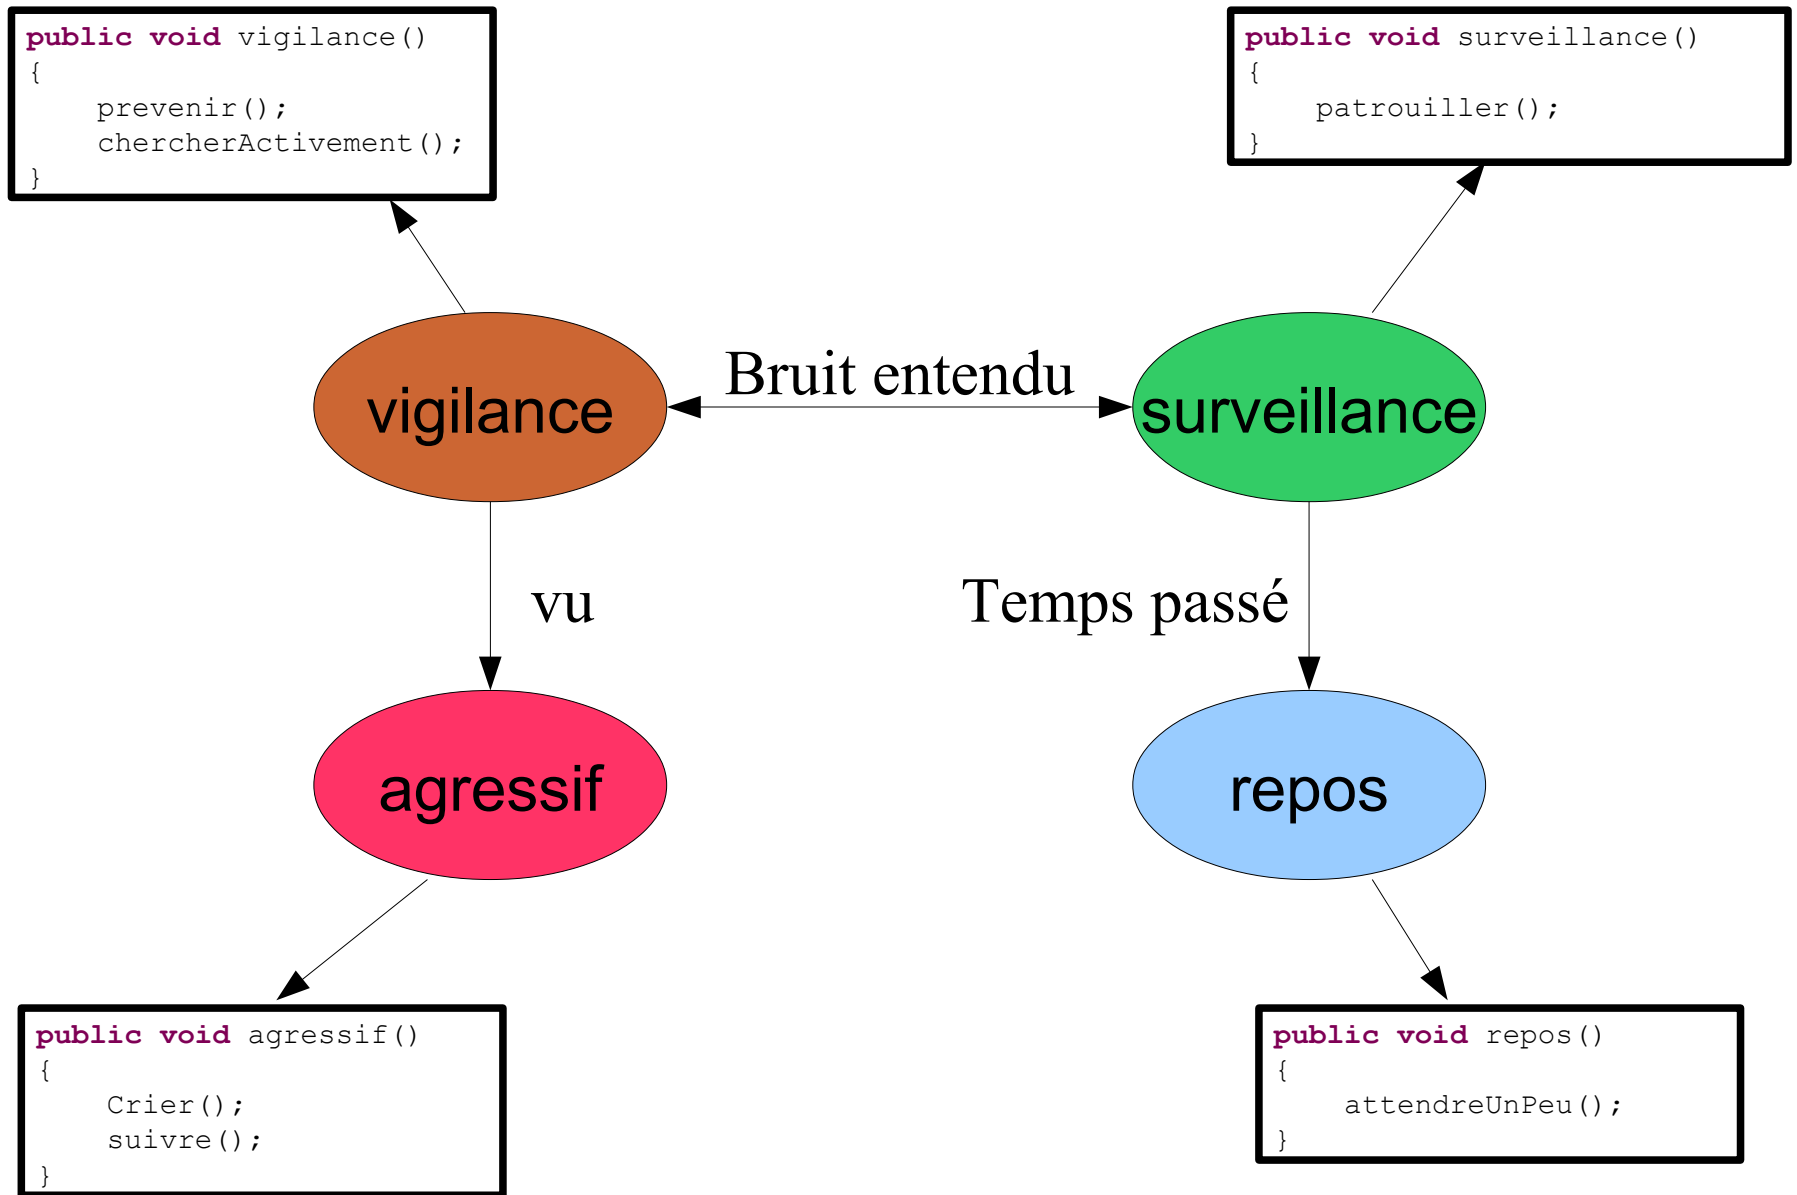 public void vigilance()
{
    prevenir();
    chercherActivement();
}
public void surveillance()
{
    patrouiller();
}
Bruit entendu
vigilance
surveillance
vu
Temps passé
agressif
repos
public void agressif()
{
    Crier();
    suivre();
}
public void repos()
{
    attendreUnPeu();
}